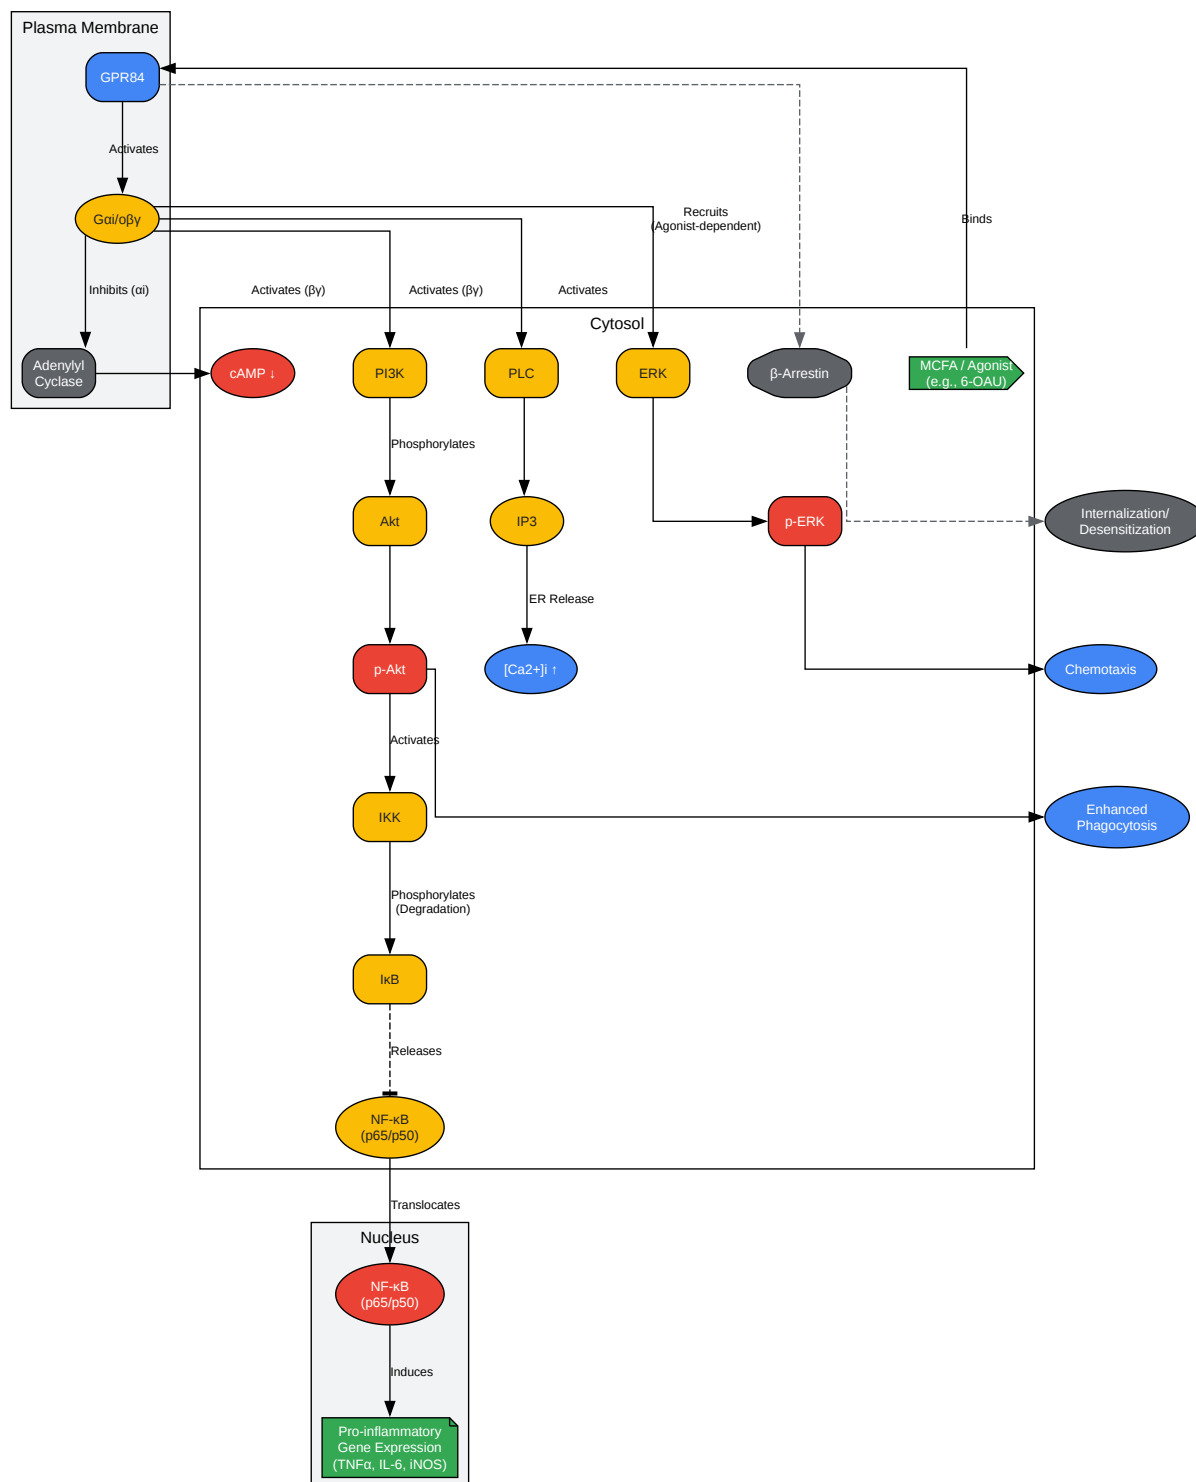 Plasma Membrane
GPR84
Activates
Gαi/oβγ
Recruits
(Agonist-dependent)
Binds
Inhibits (αi)
Activates (βγ)
Activates (βγ)
Activates
Cytosol
Adenylyl
Cyclase
cAMP ↓
PI3K
PLC
ERK
β-Arrestin
MCFA / Agonist
(e.g., 6-OAU)
Phosphorylates
Akt
IP3
p-ERK
Internalization/
Desensitization
ER Release
p-Akt
[Ca2+]i ↑
Chemotaxis
Activates
IKK
Enhanced
Phagocytosis
Phosphorylates
(Degradation)
IκB
Releases
NF-κB
(p65/p50)
Translocates
Nucleus
NF-κB
(p65/p50)
Induces
Pro-inflammatory
Gene Expression
(TNFα, IL-6, iNOS)